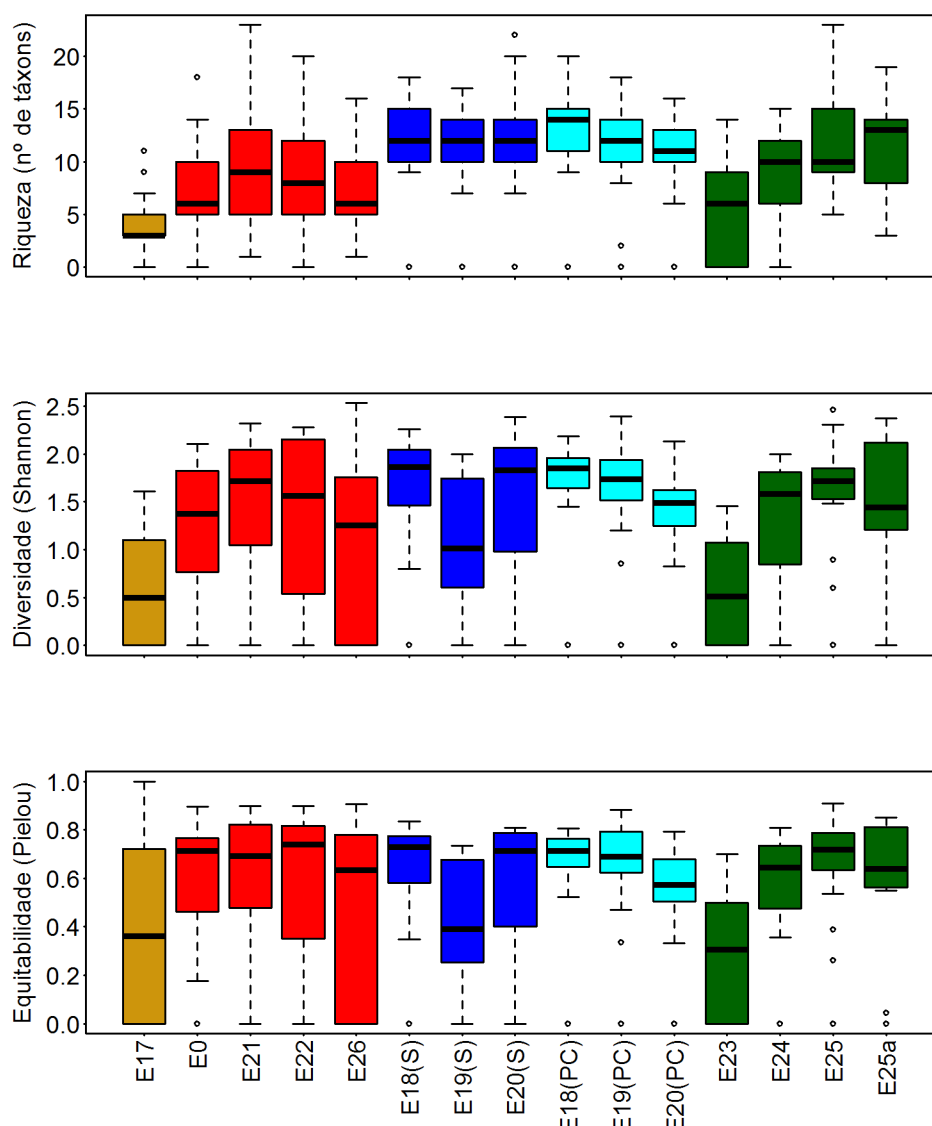 Riqueza (nº de táxons)
20
15
10
5
0
Diversidade (Shannon)
2.5
2.0
1.5
1.0
0.5
0.0
Equitabilidade (Pielou)
1.0
0.8
0.6
0.4
0.2
0.0
E17
E0
E21
E22
E26
E18(S)
E19(S)
E20(S)
E18(PC)
E19(PC)
E20(PC)
E23
E24
E25
E25a